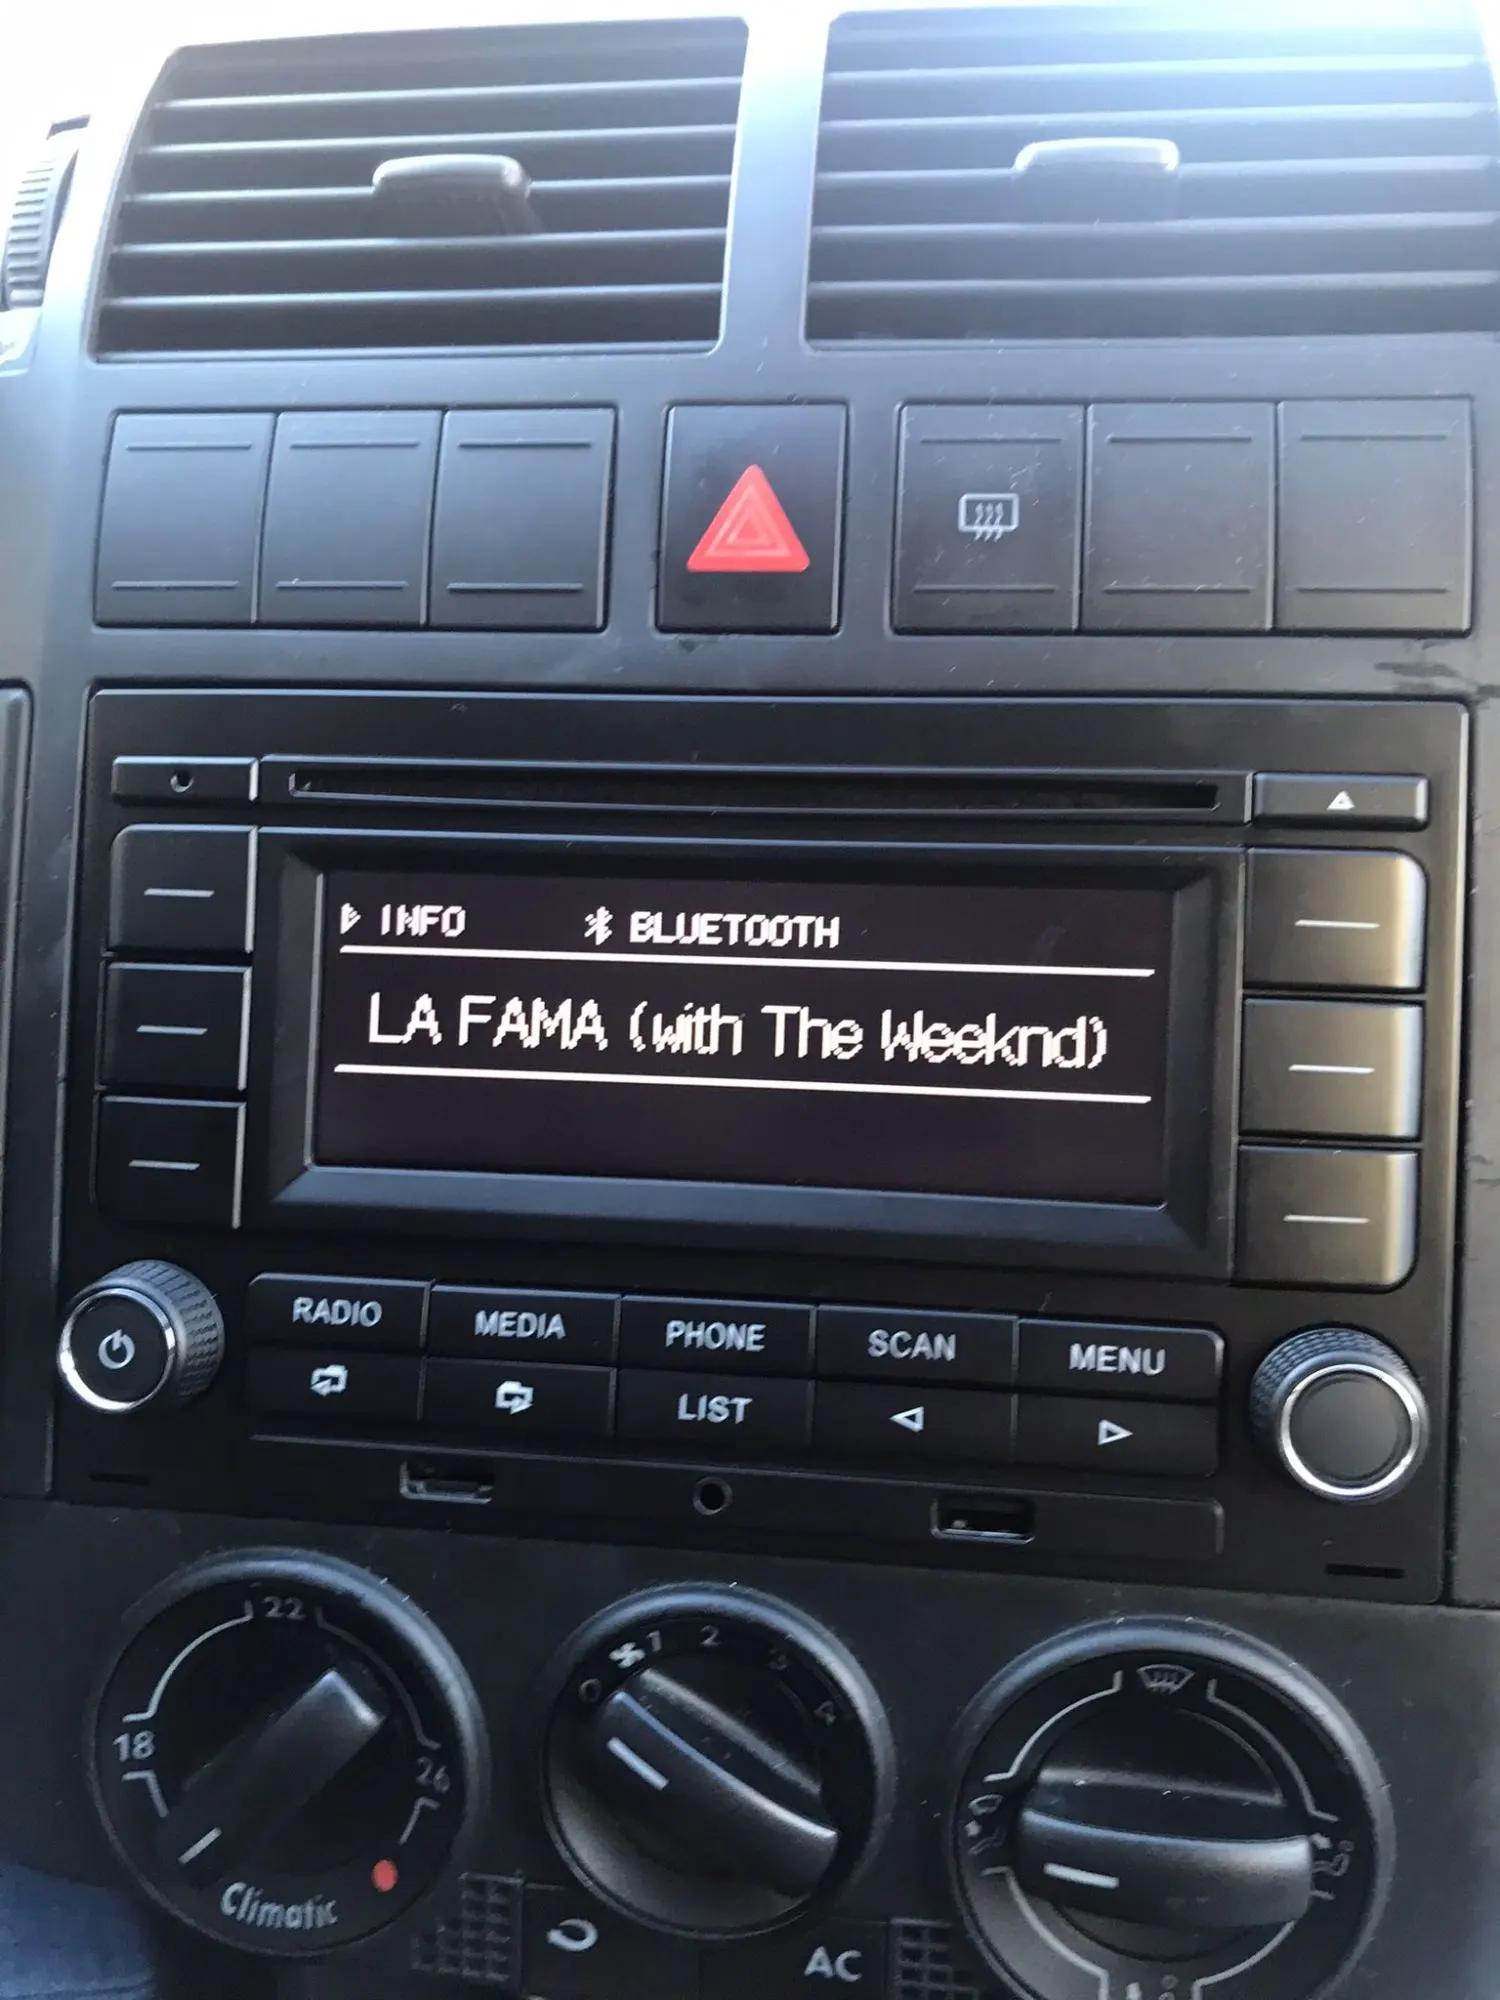 INFO BLUETOOTH
LA FAMA (with The Weeknd)
RADIO MEDIA PHONE SCAN MENU
LIST
22
18
26
Climatic
0 1 2 3 4
AC